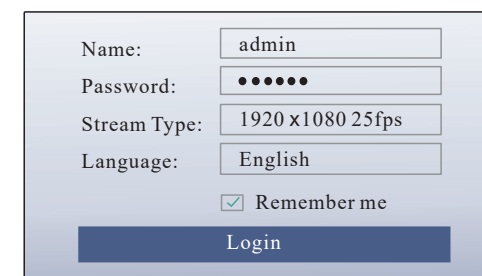 Name: admin
Password: ••••••
Stream Type: 1920 x1080 25fps
Language: English
Remember me
Login